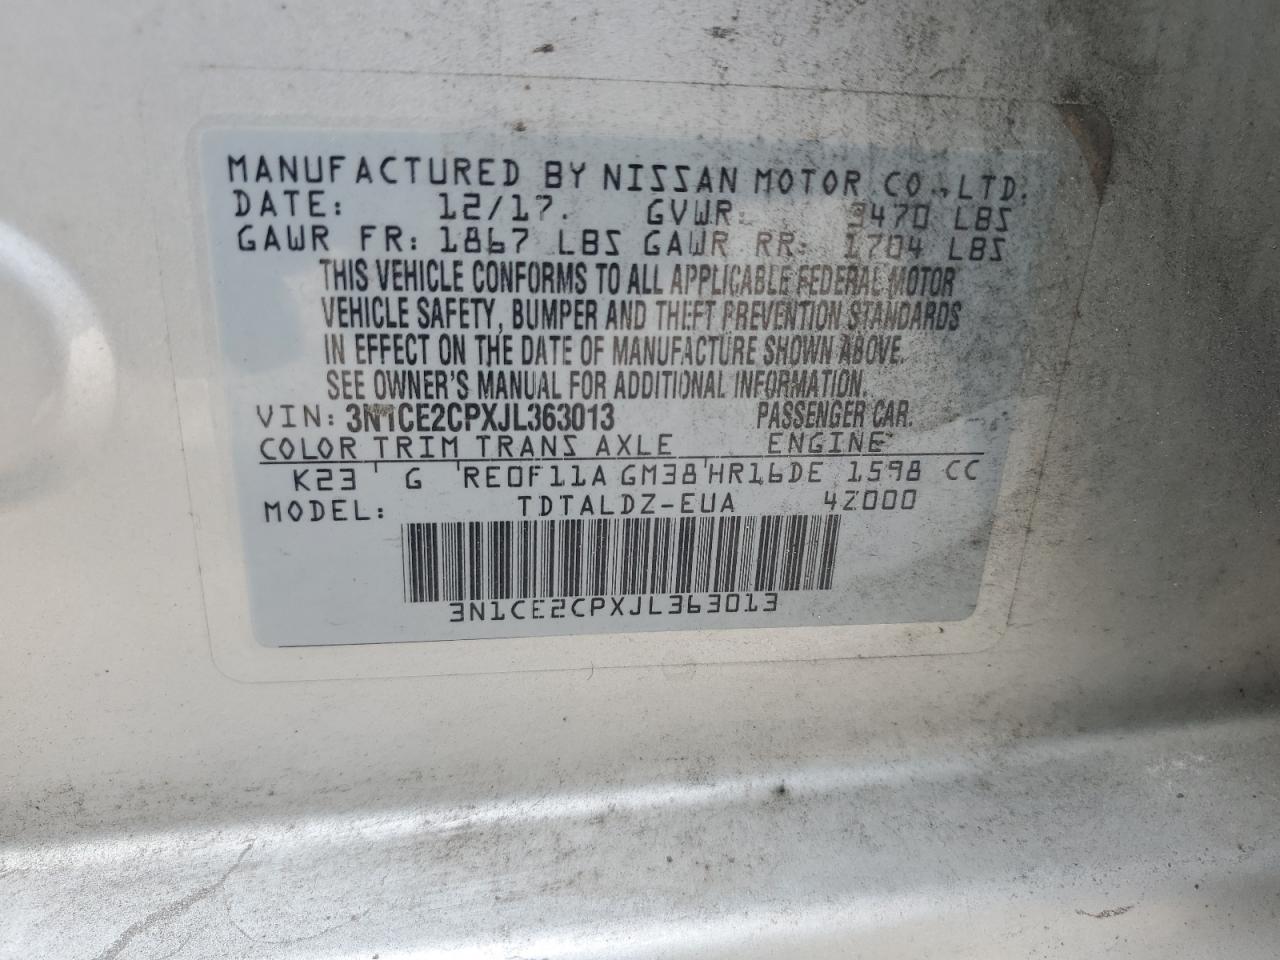 MANUFACTURED BY NISSAN MOTOR CO., LTD.
DATE: 12/17. GVWR: 3470 LBS
GAWR FR: 1867 LBS GAWR RR: 1704 LBS
THIS VEHICLE CONFORMS TO ALL APPLICABLE FEDERAL MOTOR
VEHICLE SAFETY, BUMPER AND THEFT PREVENTION STANDARDS
IN EFFECT ON THE DATE OF MANUFACTURE SHOWN ABOVE.
SEE OWNER'S MANUAL FOR ADDITIONAL INFORMATION.
VIN: 3N1CE2CPXJL363013 PASSENGER CAR.
COLOR TRIM TRANS AXLE ENGINE
K23 G RE0F11A GM38 HR16DE 1598 CC
MODEL: TDTALDZ-EUA 4Z000
3N1CE2CPXJL363013